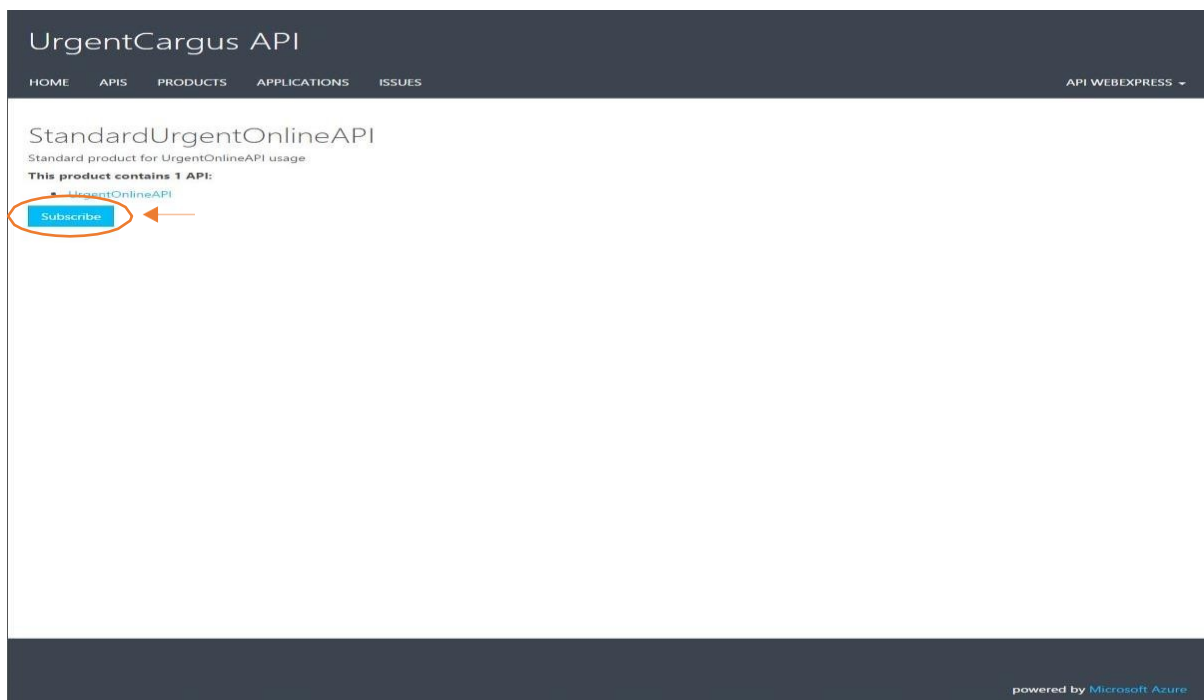 UrgentCargus API
HOME APIS PRODUCTS APPLICATIONS ISSUES API WEBEXPRESS
StandardUrgentOnlineAPI
Standard product for UrgentOnlineAPI usage
This product contains 1 API:
UrgentOnlineAPI
Subscribe
powered by Microsoft Azure